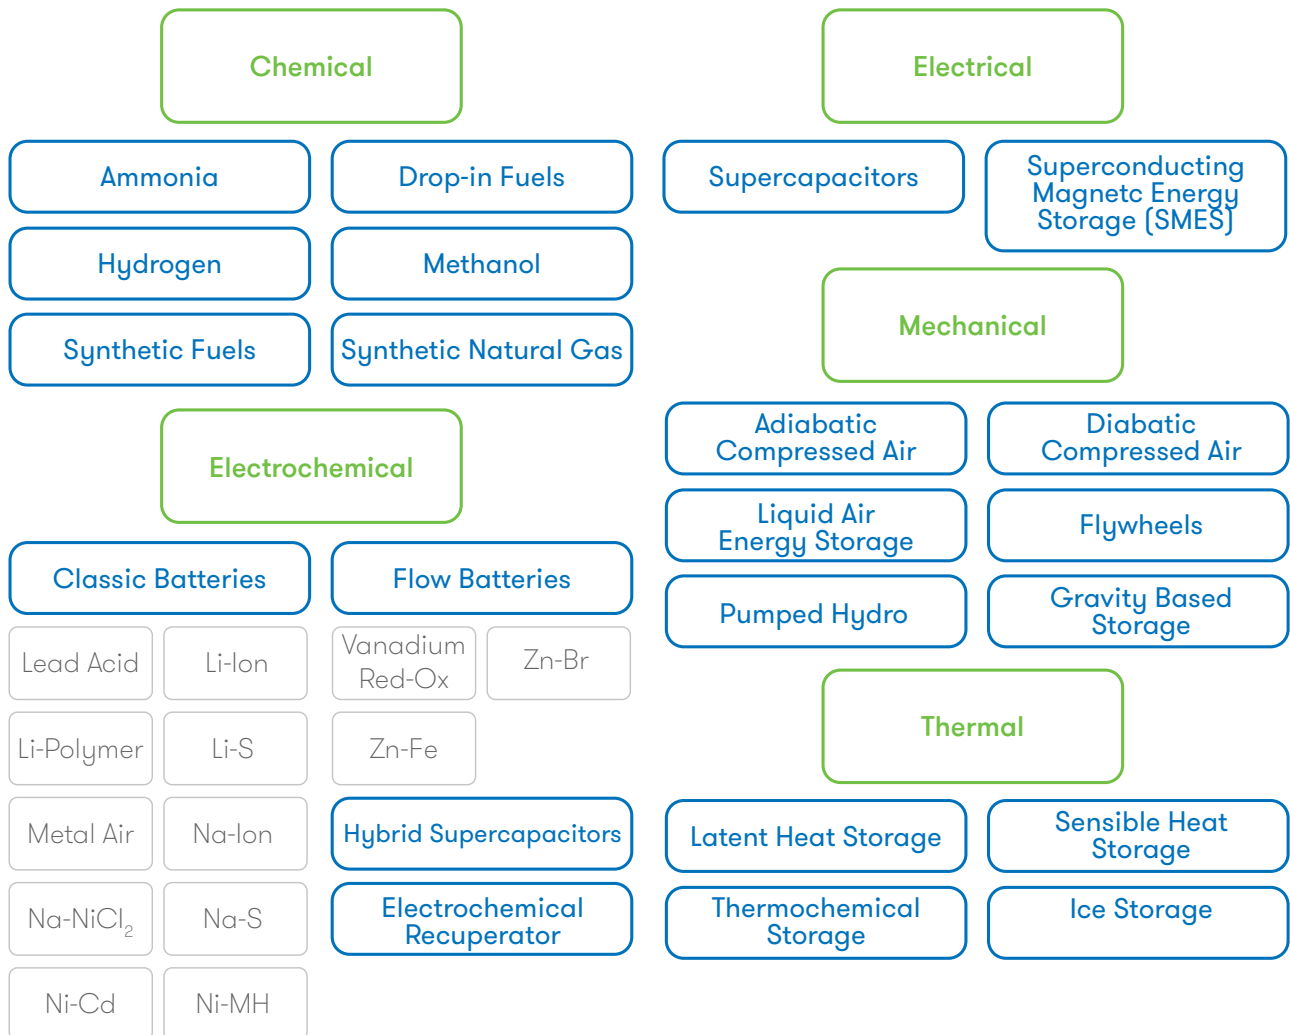 Chemical
Ammonia
Drop-in Fuels
Hydrogen
Methanol
Synthetic Fuels
Synthetic Natural Gas
Electrochemical
Classic Batteries
Flow Batteries
Lead Acid
Li-Ion
Vanadium
Red-Ox
Zn-Br
Li-Polymer
Li-S
Zn-Fe
Metal Air
Na-Ion
Hybrid Supercapacitors
Na-NiCl₂
Na-S
Electrochemical
Recuperator
Ni-Cd
Ni-MH
Electrical
Supercapacitors
Superconducting
Magnetc Energy
Storage (SMES)
Mechanical
Adiabatic
Compressed Air
Diabatic
Compressed Air
Liquid Air
Energy Storage
Flywheels
Pumped Hydro
Gravity Based
Storage
Thermal
Latent Heat Storage
Sensible Heat
Storage
Thermochemical
Storage
Ice Storage